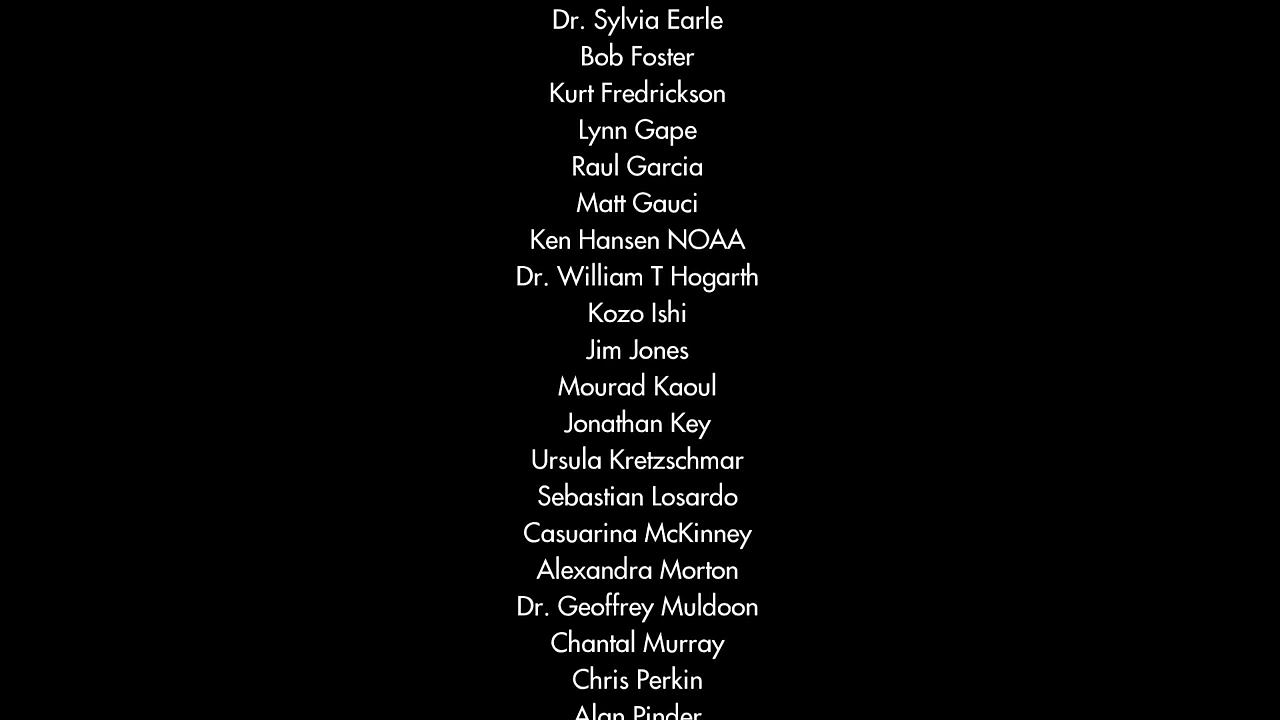 Dr. Sylvia Earle
Bob Foster
Kurt Fredrickson
Lynn Gape
Raul Garcia
Matt Gauci
Ken Hansen NOAA
Dr. William T Hogarth
Kozo Ishi
Jim Jones
Mourad Kaoul
Jonathan Key
Ursula Kretzschmar
Sebastian Losardo
Casuarina McKinney
Alexandra Morton
Dr. Geoffrey Muldoon
Chantal Murray
Chris Perkin
Alan Pinder